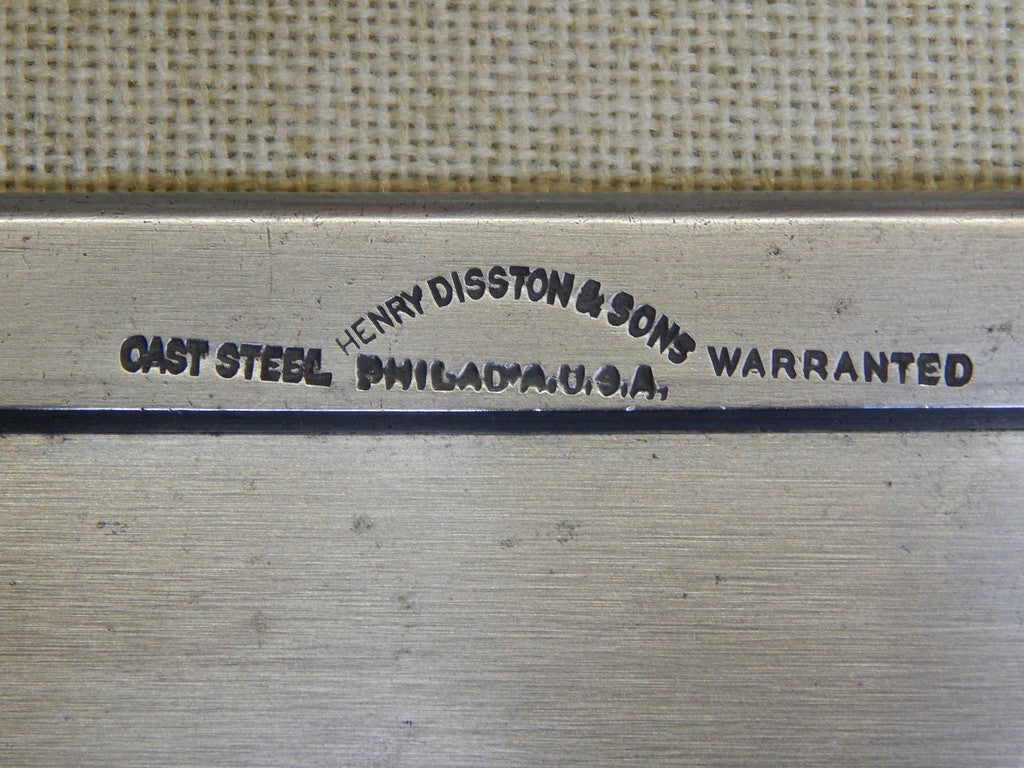 HENRY DISSTON & SONS
CAST STEEL PHILAD'A. U.S.A. WARRANTED